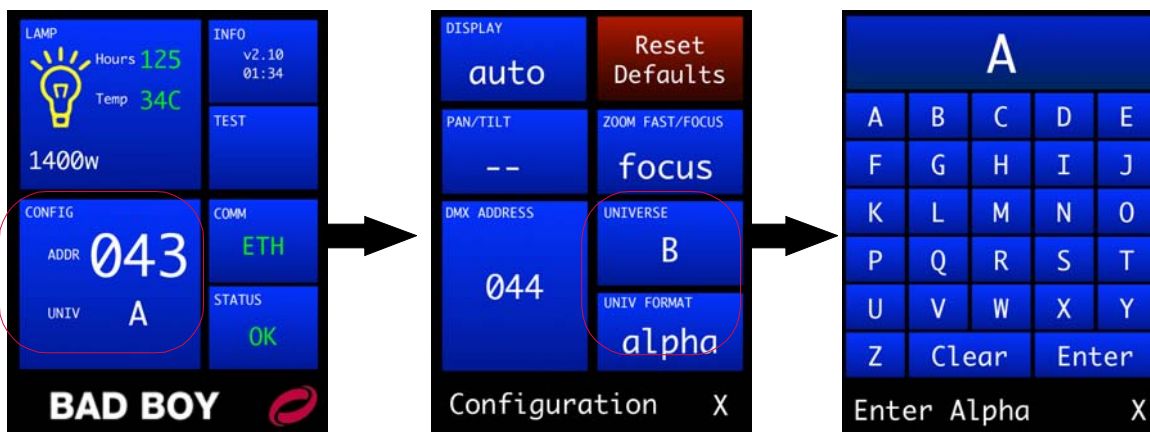 LAMP
Hours 125
Temp 34C
1400w
INFO
v2.10
01:34
TEST
CONFIG
ADDR 043
UNIV A
COMM
ETH
STATUS
OK
BAD BOY
DISPLAY
auto
Reset
Defaults
PAN/TILT
--
ZOOM FAST/FOCUS
focus
DMX ADDRESS
044
UNIVERSE
B
UNIV FORMAT
alpha
Configuration X
A
A B C D E
F G H I J
K L M N O
P Q R S T
U V W X Y
Z Clear Enter
Enter Alpha X